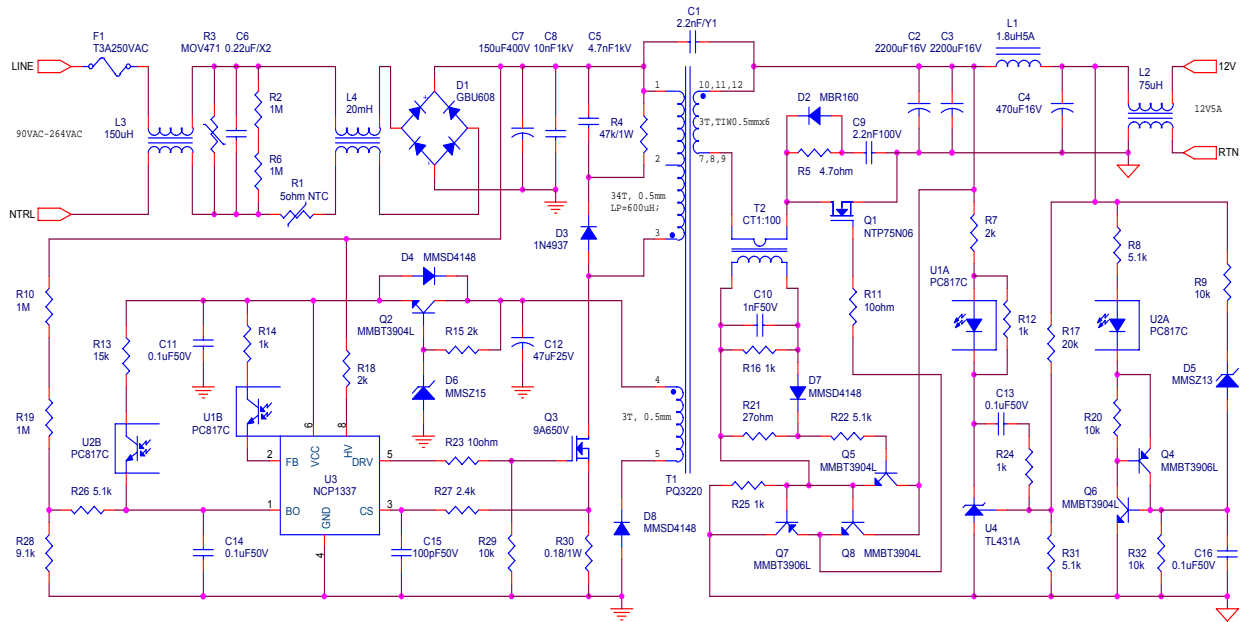 F1
T3A250VAC
R3
MOV471
C6
0.22uF/X2
C7
150uF400V
C8
10nF1kV
C5
4.7nF1kV
C1
2.2nF/Y1
C2
2200uF16V
C3
2200uF16V
L1
1.8uH5A
LINE
L3
150uH
R2
1M
L4
20mH
D1
GBU608
+
-
R4
47k/1W
1
10,11,12
D2 MBR160
C9
2.2nF100V
C4
470uF16V
L2
75uH
12V
12V5A
90VAC~264VAC
3T,TIW0.5mmx6
R6
1M
2
7,8,9
R5 4.7ohm
RTN
R1
5ohm NTC
34T, 0.5mm
LP=600uH;
NTRL
3
D3
1N4937
T2
CT1:100
Q1
NTP75N06
R7
2k
R8
5.1k
D4 MMSD4148
U1A
PC817C
R9
10k
R10
1M
Q2
MMBT3904L
C10
1nF50V
R11
10ohm
U2A
PC817C
R13
15k
C11
0.1uF50V
R14
1k
R15 2k
C12
47uF25V
R12
1k
R17
20k
R16 1k
R18
2k
D6
MMSZ15
4
D7
MMSD4148
D5
MMSZ13
R19
1M
U1B
PC817C
C13
0.1uF50V
U2B
PC817C
3T, 0.5mm
Q3
9A650V
R21
27ohm
R22 5.1k
R20
10k
6
8
VCC
HV
R23 10ohm
2
FB
DRV
5
5
Q5
MMBT3904L
R24
1k
Q4
MMBT3906L
U3
NCP1337
T1
PQ3220
R26 5.1k
1
BO
CS
3
R27 2.4k
R25 1k
Q6
MMBT3904L
GND
D8
MMSD4148
U4
TL431A
R28
9.1k
C14
0.1uF50V
4
C15
100pF50V
R29
10k
R30
0.18/1W
Q7
MMBT3906L
Q8
MMBT3904L
R31
5.1k
R32
10k
C16
0.1uF50V